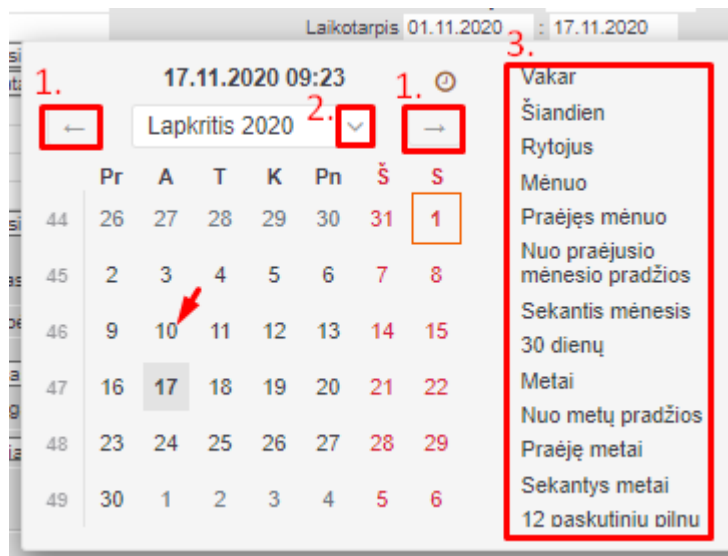 Laikotarpis 01.11.2020 : 17.11.2020
1. 17.11.2020 09:23 1.
← Lapkritis 2020 2. →
Pr A T K Pn Š S
44 26 27 28 29 30 31 1
45 2 3 4 5 6 7 8
46 9 10 11 12 13 14 15
47 16 17 18 19 20 21 22
48 23 24 25 26 27 28 29
49 30 1 2 3 4 5 6
3.
Vakar
Šiandien
Rytojus
Mėnuo
Praėjęs mėnuo
Nuo praėjusio
mėnesio pradžios
Sekantis mėnesis
30 dienų
Metai
Nuo metų pradžios
Praėję metai
Sekantys metai
12 paskutinių pilnų